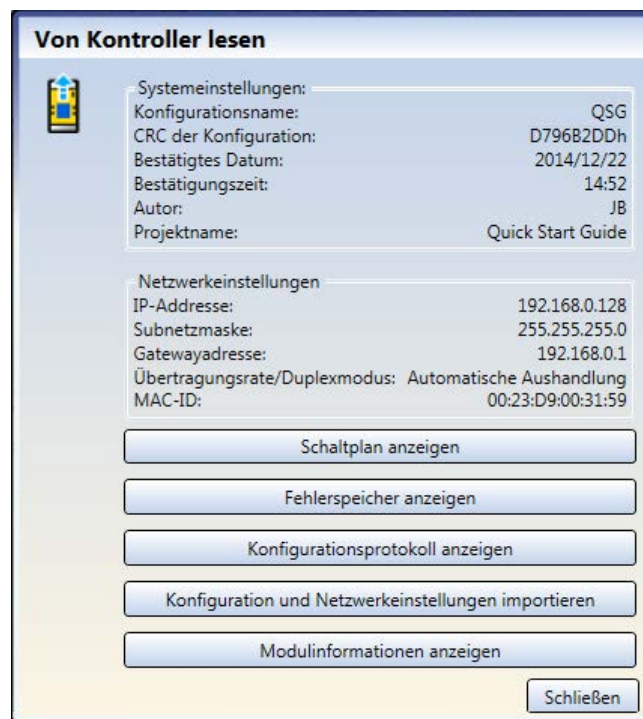 Von Kontroller lesen
Systemeinstellungen:
Konfigurationsname: QSG
CRC der Konfiguration: D796B2DDh
Bestätigtes Datum: 2014/12/22
Bestätigungszeit: 14:52
Autor: JB
Projektname: Quick Start Guide
Netzwerkeinstellungen
IP-Addresse: 192.168.0.128
Subnetzmaske: 255.255.255.0
Gatewayadresse: 192.168.0.1
Übertragungsrate/Duplexmodus: Automatische Aushandlung
MAC-ID: 00:23:D9:00:31:59
Schaltplan anzeigen
Fehlerspeicher anzeigen
Konfigurationsprotokoll anzeigen
Konfiguration und Netzwerkeinstellungen importieren
Modulinformationen anzeigen
Schließen